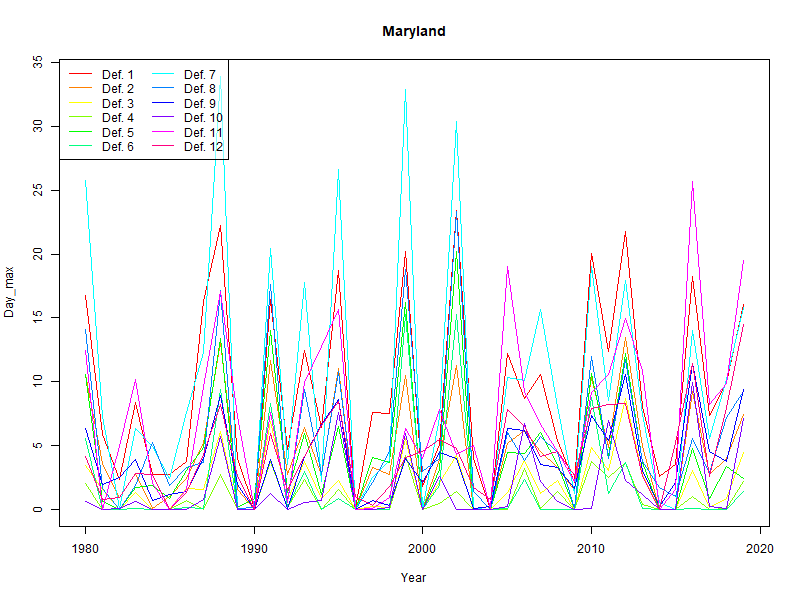 Maryland
35
30
25
20
15
10
5
0
Day_max
Def. 1 Def. 7
Def. 2 Def. 8
Def. 3 Def. 9
Def. 4 Def. 10
Def. 5 Def. 11
Def. 6 Def. 12
1980 1990 2000 2010 2020
Year